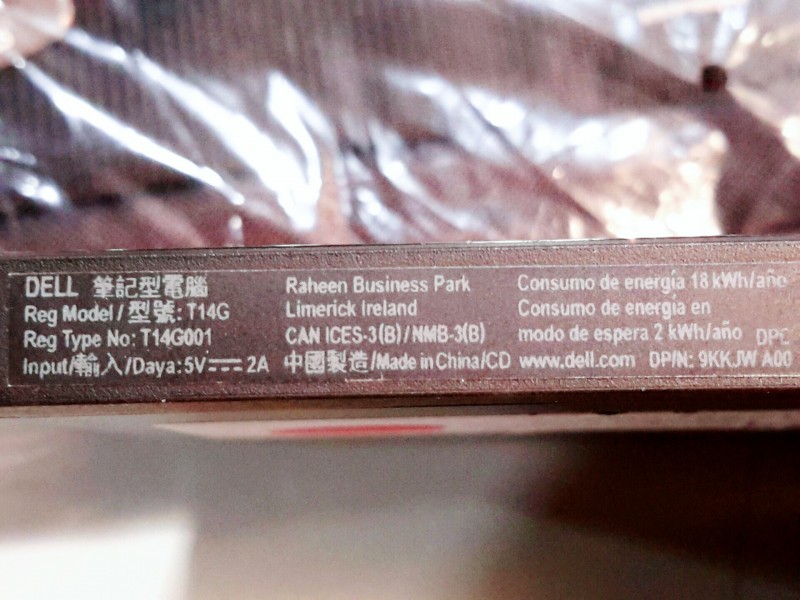 DELL 筆記型電腦
Reg Model / 型號: T14G
Reg Type No: T14G001
Input/輸入/Daya: 5V⎓2A
Raheen Business Park
Limerick Ireland
CAN ICES-3(B) / NMB-3(B)
中國製造/Made in China/CD
Consumo de energía 18 kWh/año
Consumo de energía en
modo de espera 2 kWh/año
www.dell.com DP/N: 9KKJW A00
DPC